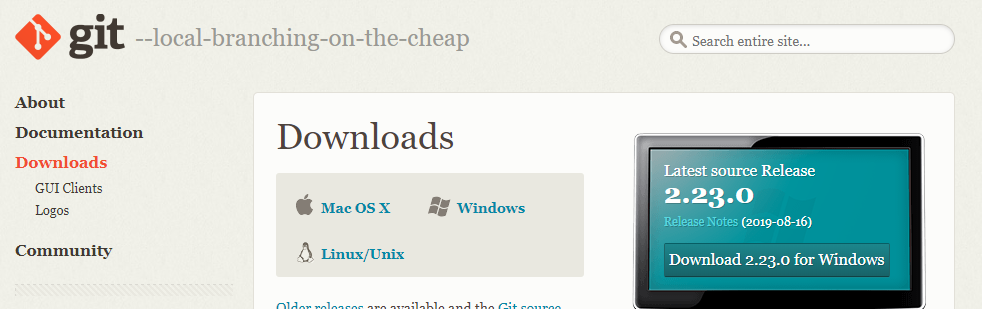 git --local-branching-on-the-cheap
Search entire site...
About
Documentation
Downloads
GUI Clients
Logos
Community
Downloads
Mac OS X
Windows
Linux/Unix
Older releases are available and the Git source
Latest source Release
2.23.0
Release Notes (2019-08-16)
Download 2.23.0 for Windows